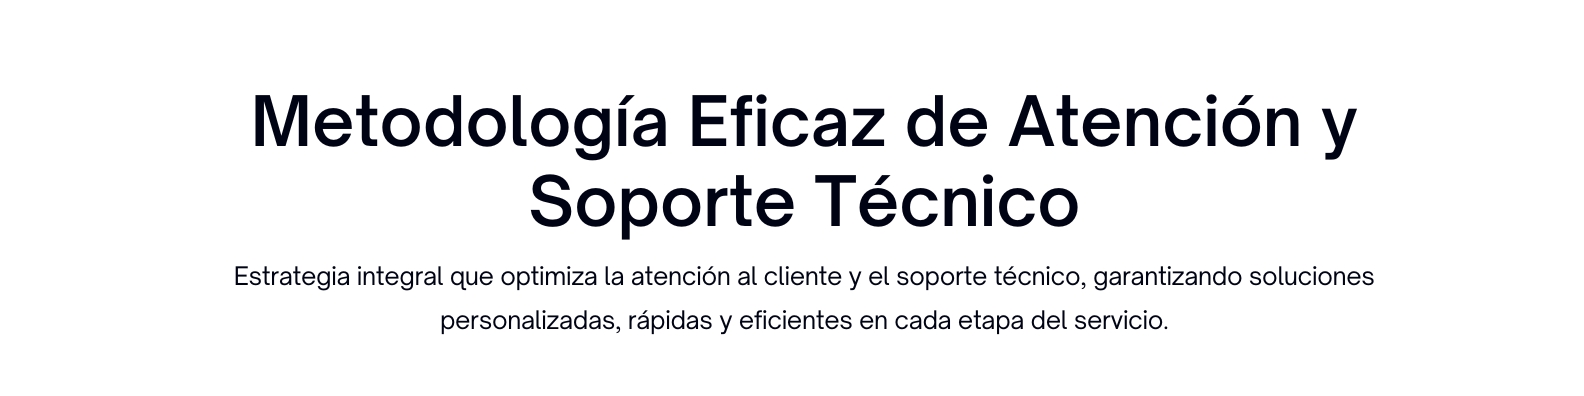 Metodología Eficaz de Atención y
Soporte Técnico
Estrategia integral que optimiza la atención al cliente y el soporte técnico, garantizando soluciones
personalizadas, rápidas y eficientes en cada etapa del servicio.